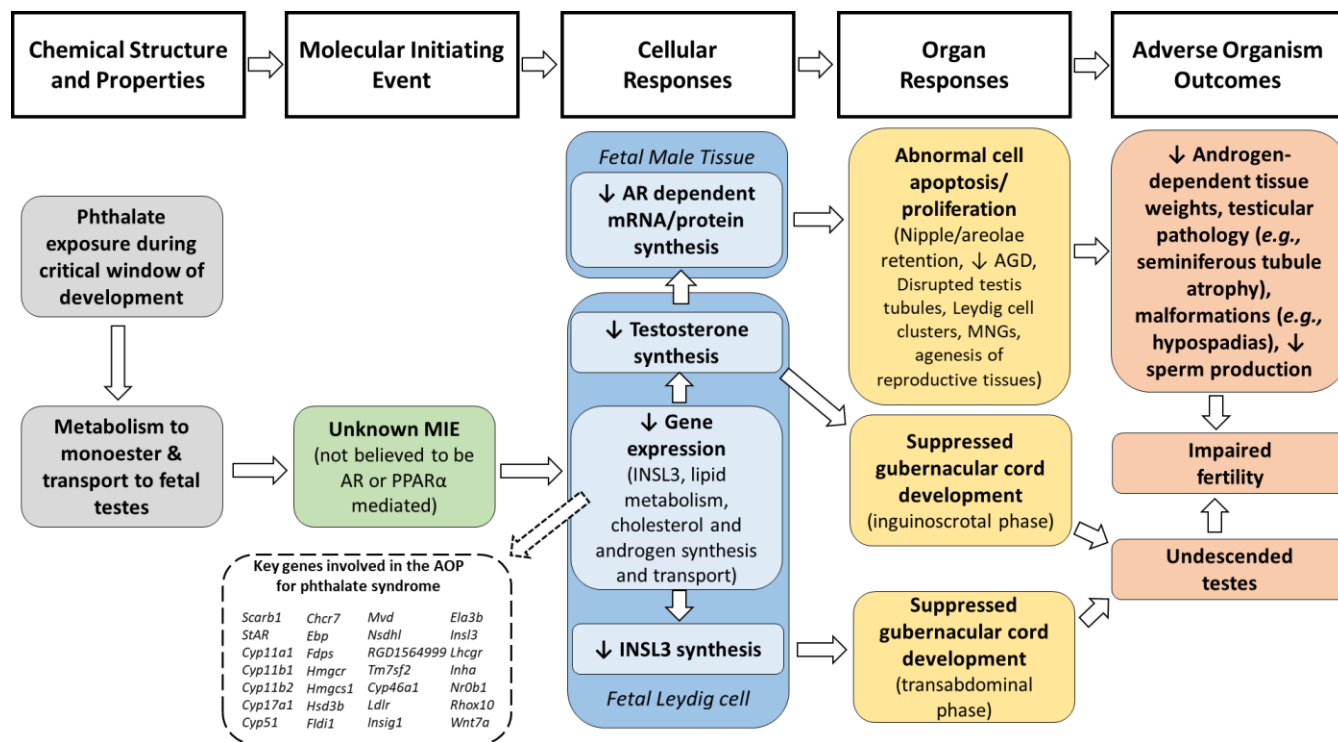 Chemical Structure
and Properties
Molecular Initiating
Event
Cellular
Responses
Organ
Responses
Adverse Organism
Outcomes
Phthalate
exposure during
critical window of
development
Metabolism to
monoester &
transport to fetal
testes
Unknown MIE
(not believed to be
AR or PPARα
mediated)
Key genes involved in the AOP
for phthalate syndrome
Scarb1 Chcr7 Mvd Ela3b
StAR Ebp Nsdhl Insl3
Cyp11a1 Fdps RGD1564999 Lhcgr
Cyp11b1 Hmgcr Tm7sf2 Inha
Cyp11b2 Hmgcs1 Cyp46a1 Nr0b1
Cyp17a1 Hsd3b Ldlr Rhox10
Cyp51 Fldi1 Insig1 Wnt7a
Fetal Male Tissue
↓ AR dependent
mRNA/protein
synthesis
↓ Testosterone
synthesis
↓ Gene
expression
(INSL3, lipid
metabolism,
cholesterol and
androgen synthesis
and transport)
↓ INSL3 synthesis
Fetal Leydig cell
Abnormal cell
apoptosis/
proliferation
(Nipple/areolae
retention, ↓ AGD,
Disrupted testis
tubules, Leydig cell
clusters, MNGs,
agenesis of
reproductive tissues)
Suppressed
gubernacular cord
development
(inguinoscrotal phase)
Suppressed
gubernacular cord
development
(transabdominal
phase)
↓ Androgen-
dependent tissue
weights, testicular
pathology (e.g.,
seminiferous tubule
atrophy),
malformations (e.g.,
hypospadias), ↓
sperm production
Impaired
fertility
Undescended
testes